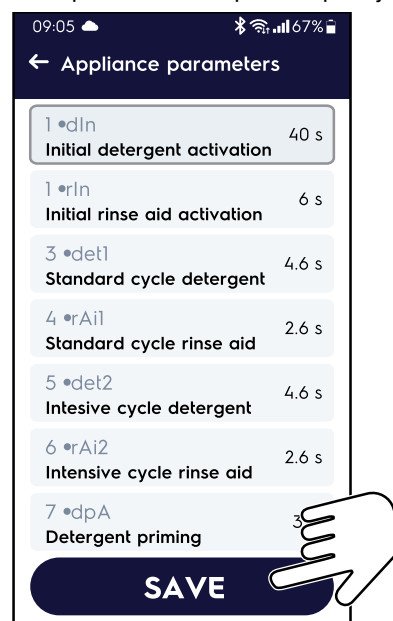 09:05 67%
← Appliance parameters
1 •dIn
40 s
Initial detergent activation
1 •rIn
6 s
Initial rinse aid activation
3 •det1
4.6 s
Standard cycle detergent
4 •rAi1
2.6 s
Standard cycle rinse aid
5 •det2
4.6 s
Intesive cycle detergent
6 •rAi2
2.6 s
Intensive cycle rinse aid
7 •dpA
3
Detergent priming
SAVE